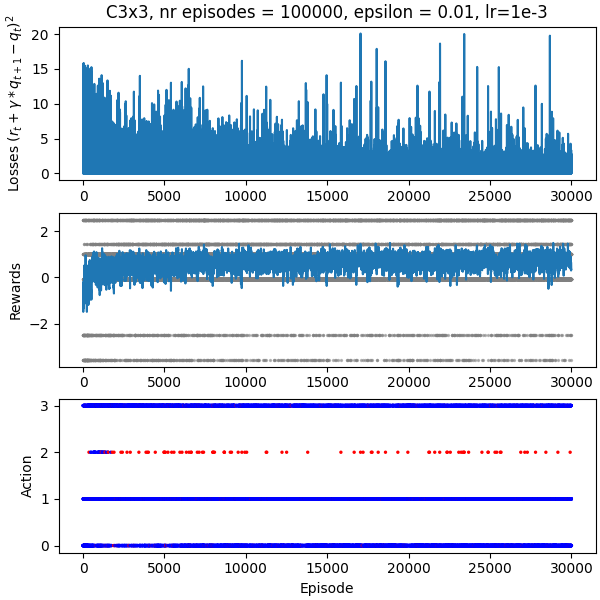 C3x3, nr episodes = 100000, epsilon = 0.01, lr=1e-3
Losses $(r_t + \gamma * q_{t+1} - q_t)^2$
20
15
10
5
0
0 5000 10000 15000 20000 25000 30000
Rewards
2
0
−2
0 5000 10000 15000 20000 25000 30000
Action
3
2
1
0
0 5000 10000 15000 20000 25000 30000
Episode